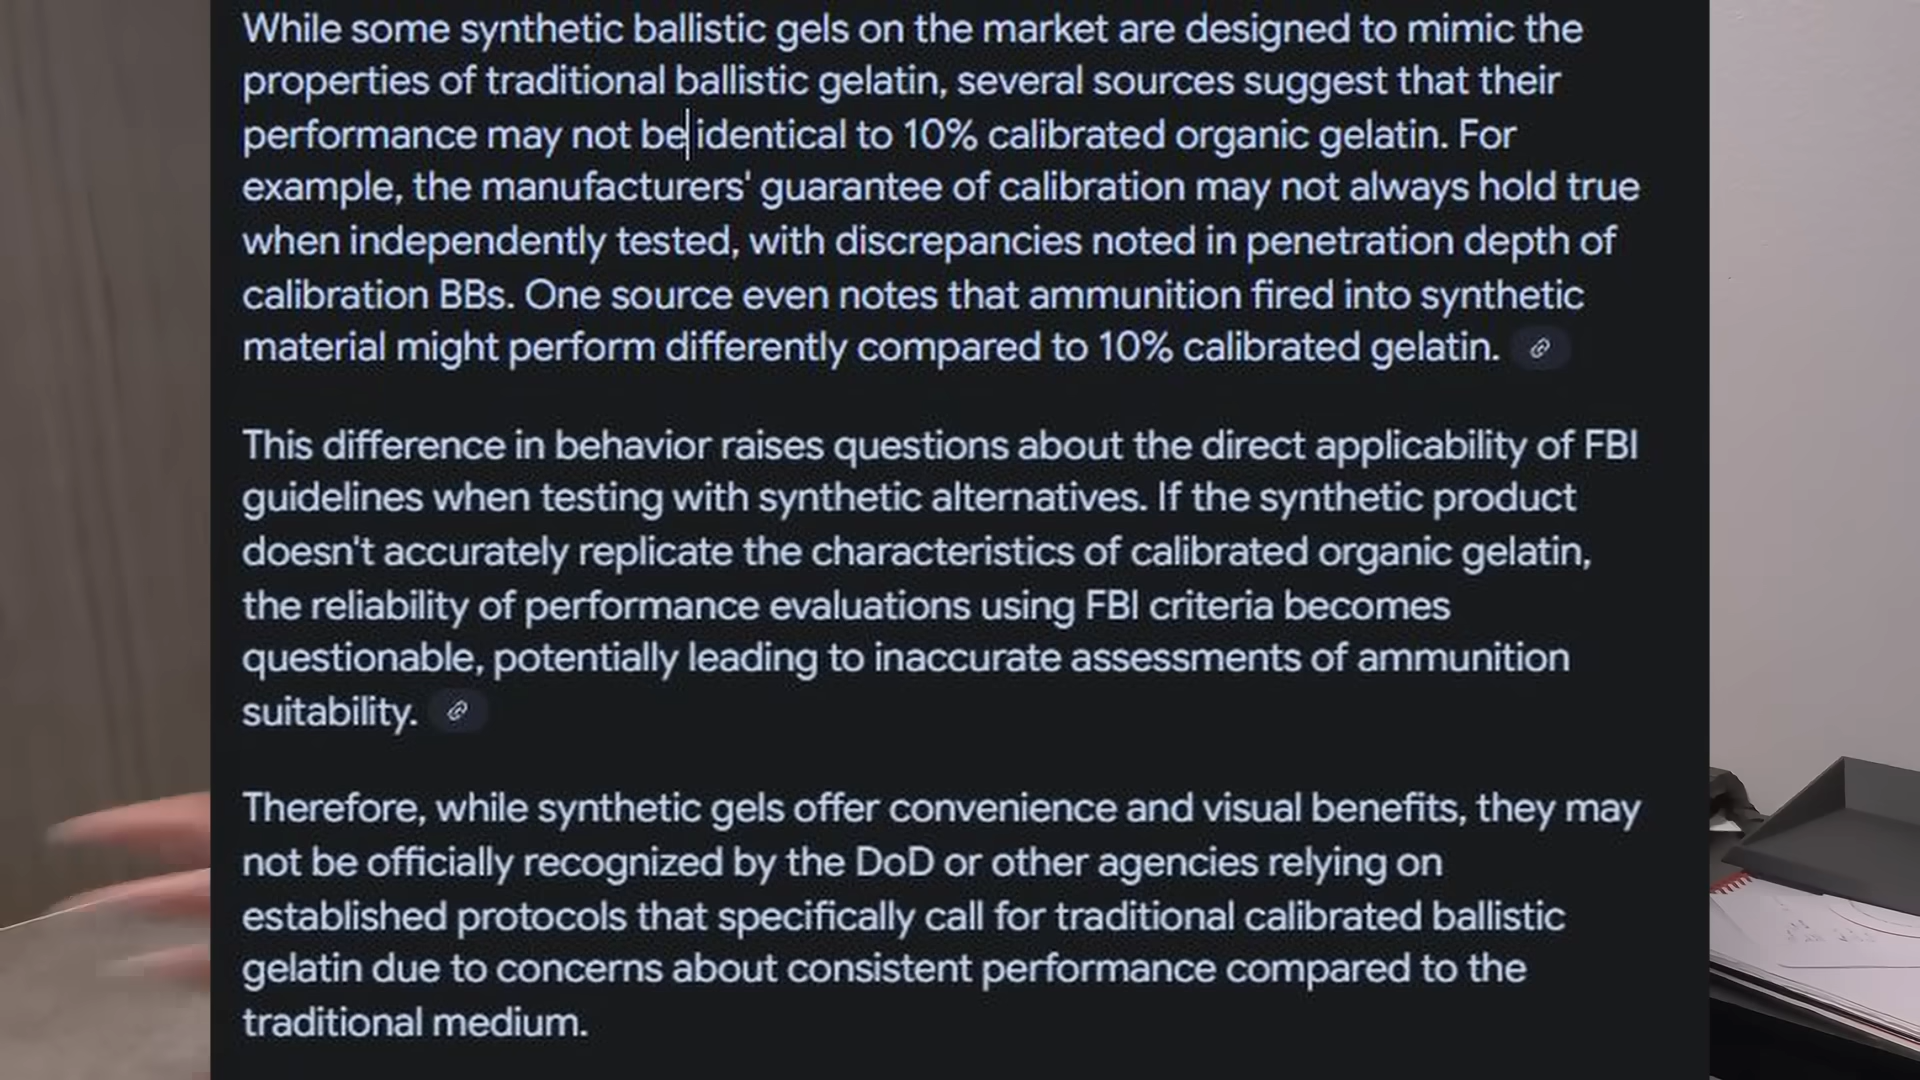 While some synthetic ballistic gels on the market are designed to mimic the
properties of traditional ballistic gelatin, several sources suggest that their
performance may not be identical to 10% calibrated organic gelatin. For
example, the manufacturers' guarantee of calibration may not always hold true
when independently tested, with discrepancies noted in penetration depth of
calibration BBs. One source even notes that ammunition fired into synthetic
material might perform differently compared to 10% calibrated gelatin.
This difference in behavior raises questions about the direct applicability of FBI
guidelines when testing with synthetic alternatives. If the synthetic product
doesn't accurately replicate the characteristics of calibrated organic gelatin,
the reliability of performance evaluations using FBI criteria becomes
questionable, potentially leading to inaccurate assessments of ammunition
suitability.
Therefore, while synthetic gels offer convenience and visual benefits, they may
not be officially recognized by the DoD or other agencies relying on
established protocols that specifically call for traditional calibrated ballistic
gelatin due to concerns about consistent performance compared to the
traditional medium.